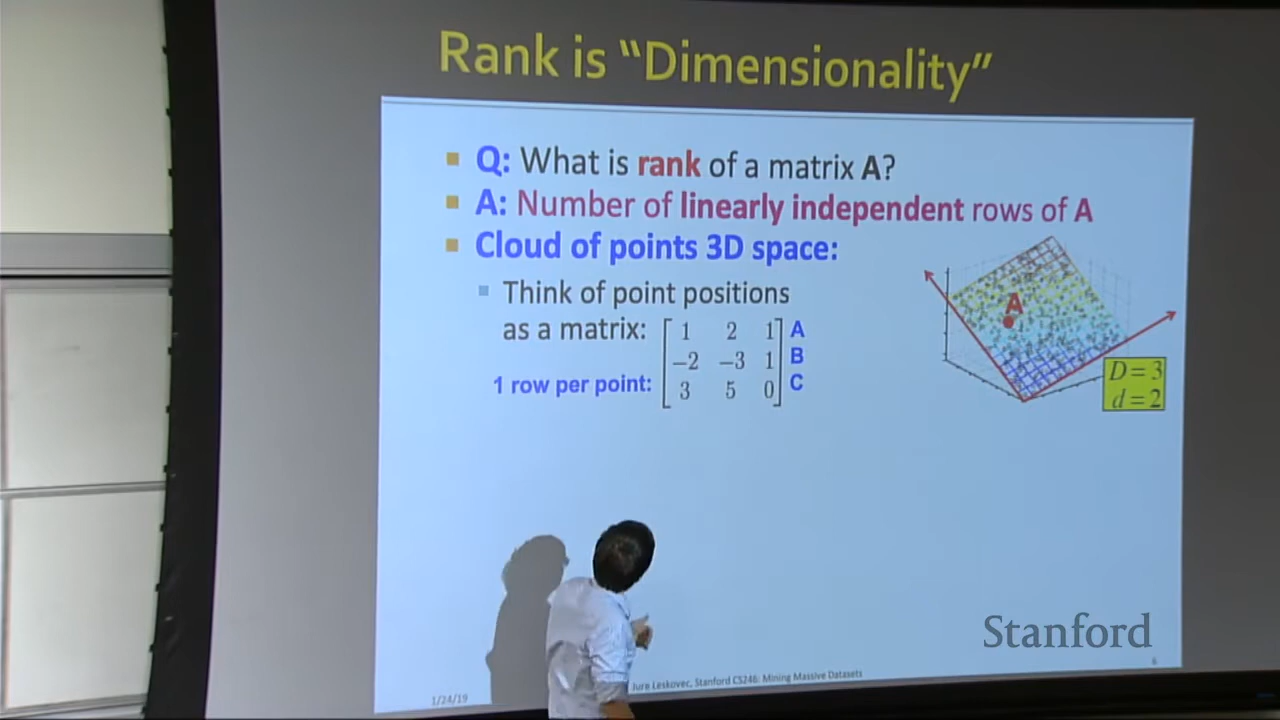 Rank is “Dimensionality”
Q: What is rank of a matrix A?
A: Number of linearly independent rows of A
Cloud of points 3D space:
Think of point positions
as a matrix:
1 row per point:
1 2 1 A
-2 -3 1 B
3 5 0 C
A
D = 3
d = 2
Stanford
1/24/19
Jure Leskovec, Stanford CS246: Mining Massive Datasets
6